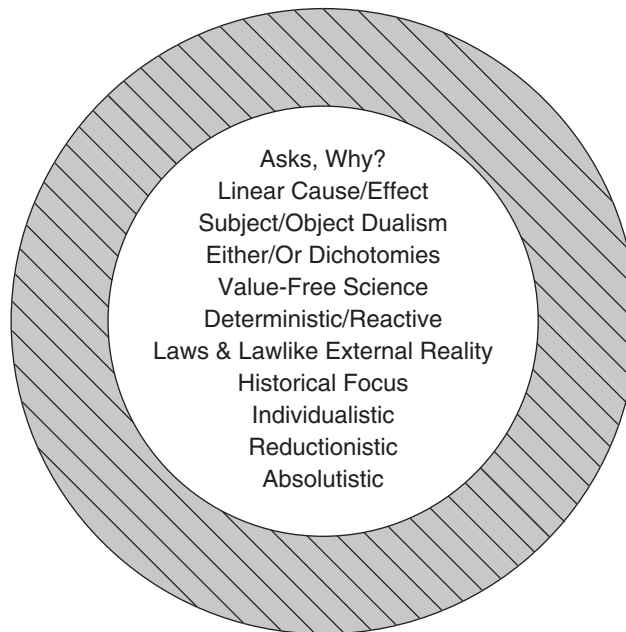 Asks, Why?
Linear Cause/Effect
Subject/Object Dualism
Either/Or Dichotomies
Value-Free Science
Deterministic/Reactive
Laws & Lawlike External Reality
Historical Focus
Individualistic
Reductionistic
Absolutistic